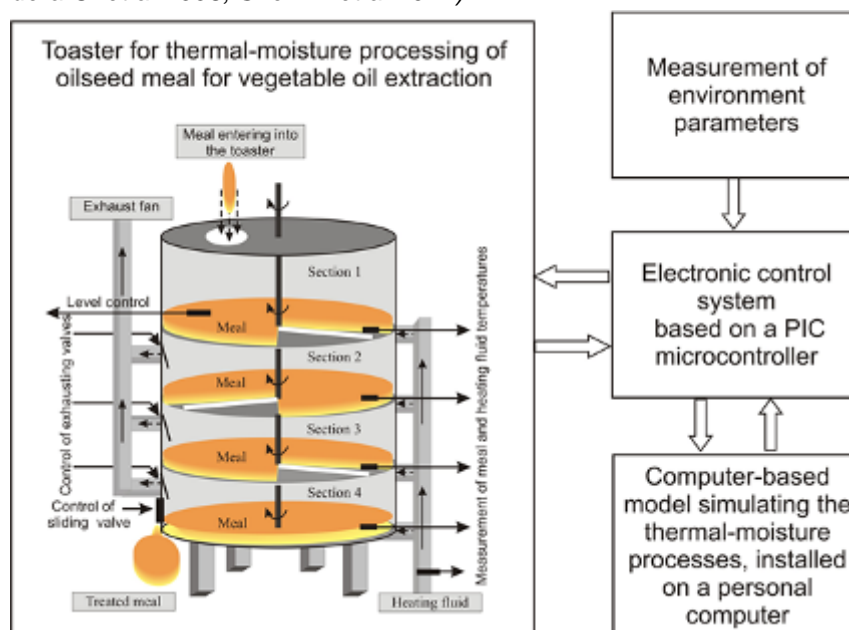 Toaster for thermal-moisture processing of
oilseed meal for vegetable oil extraction
Meal entering into
the toaster
Exhaust fan
Section 1
Level control
Meal
Section 2
Meal
Section 3
Meal
Section 4
Meal
Control of exhausting valves
Control of
sliding valve
Treated meal
Heating fluid
Measurement of meal and heating fluid temperatures
Measurement of
environment
parameters
Electronic control
system
based on a PIC
microcontroller
Computer-based
model simulating the
thermal-moisture
processes, installed
on a personal
computer